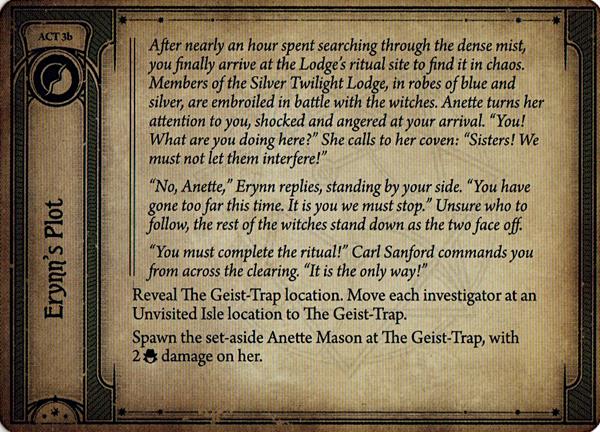 ACT 3b
Erynn's Plot
After nearly an hour spent searching through the dense mist,
you finally arrive at the Lodge's ritual site to find it in chaos.
Members of the Silver Twilight Lodge, in robes of blue and
silver, are embroiled in battle with the witches. Anette turns her
attention to you, shocked and angered at your arrival. “You!
What are you doing here?” She calls to her coven: “Sisters! We
must not let them interfere!”
“No, Anette,” Erynn replies, standing by your side. “You have
gone too far this time. It is you we must stop.” Unsure who to
follow, the rest of the witches stand down as the two face off.
“You must complete the ritual!” Carl Sanford commands you
from across the clearing. “It is the only way!”
Reveal The Geist-Trap location. Move each investigator at an
Unvisited Isle location to The Geist-Trap.
Spawn the set-aside Anette Mason at The Geist-Trap, with
2 damage on her.